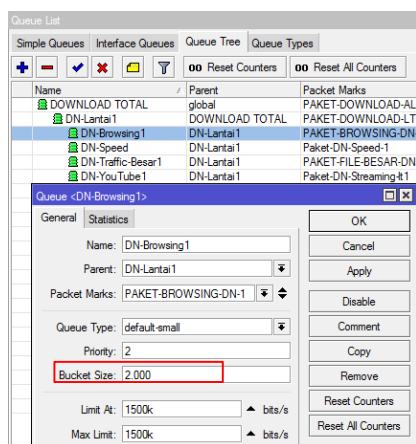 Queue List
Simple Queues Interface Queues Queue Tree Queue Types
00 Reset Counters 00 Reset All Counters
Name / Parent Packet Marks
DOWNLOAD TOTAL global PAKET-DOWNLOAD-AL
DN-Lantai1 DOWNLOAD TOTAL PAKET-DOWNLOAD-LT
DN-Browsing1 DN-Lantai1 PAKET-BROWSING-DN-
DN-Speed DN-Lantai1 Paket-DN-Speed-1
DN-Traffic-Besar1 DN-Lantai1 PAKET-FILE-BESAR-DN
DN-YouTube1 DN-Lantai1 Paket-DN-Streaming-lt1
Queue <DN-Browsing1>
General Statistics
Name: DN-Browsing1
Parent: DN-Lantai1
Packet Marks: PAKET-BROWSING-DN-1
Queue Type: default-small
Priority: 2
Bucket Size: 2.000
Limit At: 1500k bits/s
Max Limit: 1500k bits/s
OK
Cancel
Apply
Disable
Comment
Copy
Remove
Reset Counters
Reset All Counters